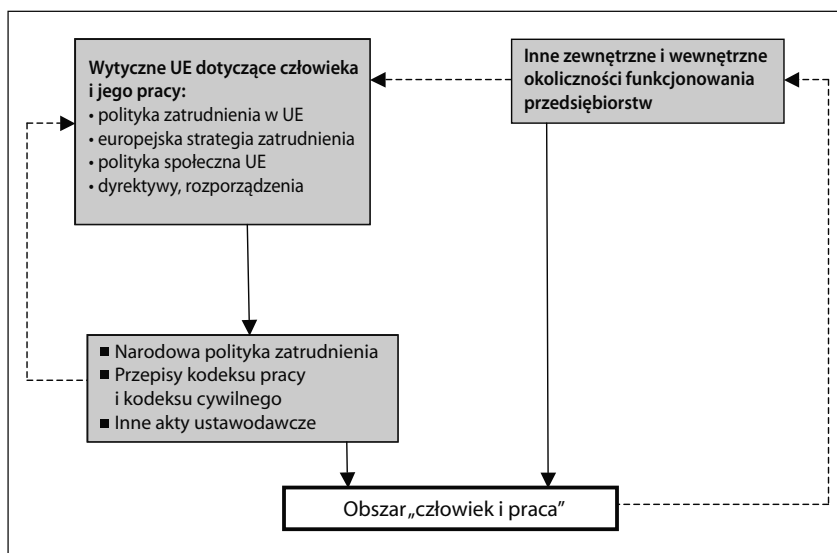 Wytyczne UE dotyczące człowieka
i jego pracy:
• polityka zatrudnienia w UE
• europejska strategia zatrudnienia
• polityka społeczna UE
• dyrektywy, rozporządzenia
Inne zewnętrzne i wewnętrzne
okoliczności funkcjonowania
przedsiębiorstw
■ Narodowa polityka zatrudnienia
■ Przepisy kodeksu pracy
i kodeksu cywilnego
■ Inne akty ustawodawcze
Obszar „człowiek i praca”